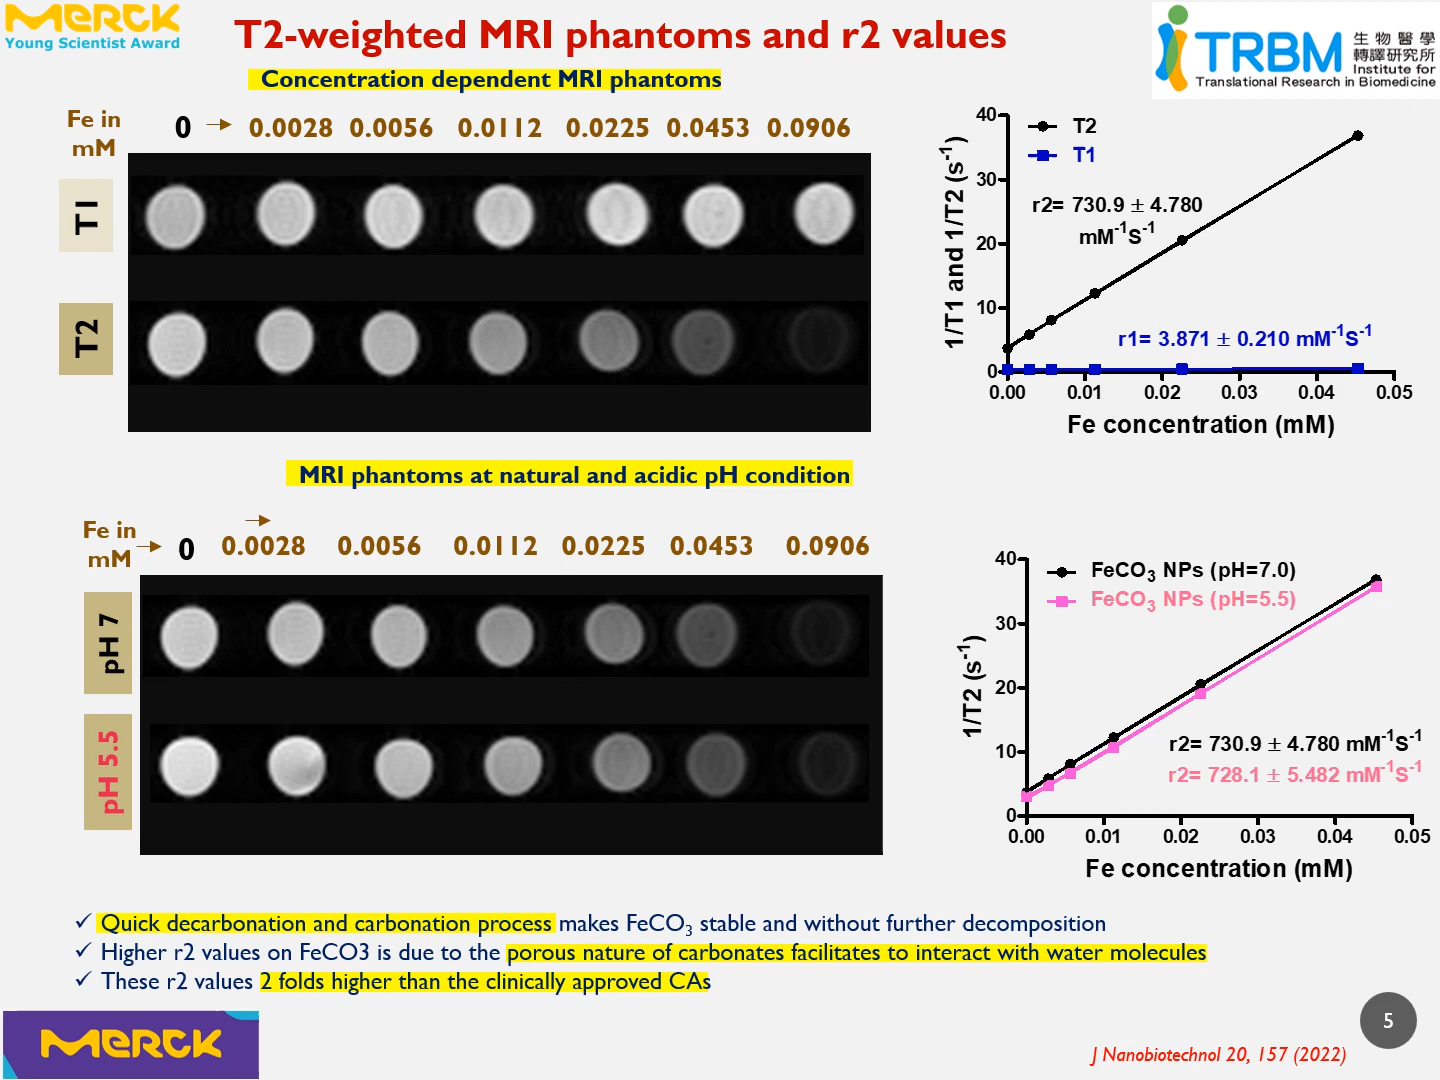 MERCK
Young Scientist Award
T2-weighted MRI phantoms and r2 values
iTRBM
生物醫學
轉譯研究所
Institute for
Translational Research in Biomedicine
Concentration dependent MRI phantoms
Fe in
mM
0 → 0.0028 0.0056 0.0112 0.0225 0.0453 0.0906
T1
T2
1/T1 and 1/T2 (s⁻¹)
40
30
20
10
0
T2
T1
r2= 730.9 ± 4.780
mM⁻¹S⁻¹
r1= 3.871 ± 0.210 mM⁻¹S⁻¹
0.00 0.01 0.02 0.03 0.04 0.05
Fe concentration (mM)
MRI phantoms at natural and acidic pH condition
Fe in
mM
→ 0 → 0.0028 0.0056 0.0112 0.0225 0.0453 0.0906
pH 7
pH 5.5
1/T2 (s⁻¹)
40
30
20
10
0
FeCO₃ NPs (pH=7.0)
FeCO₃ NPs (pH=5.5)
r2= 730.9 ± 4.780 mM⁻¹S⁻¹
r2= 728.1 ± 5.482 mM⁻¹S⁻¹
0.00 0.01 0.02 0.03 0.04 0.05
Fe concentration (mM)
✓ Quick decarbonation and carbonation process makes FeCO₃ stable and without further decomposition
✓ Higher r2 values on FeCO3 is due to the porous nature of carbonates facilitates to interact with water molecules
✓ These r2 values 2 folds higher than the clinically approved CAs
MERCK
5
J Nanobiotechnol 20, 157 (2022)